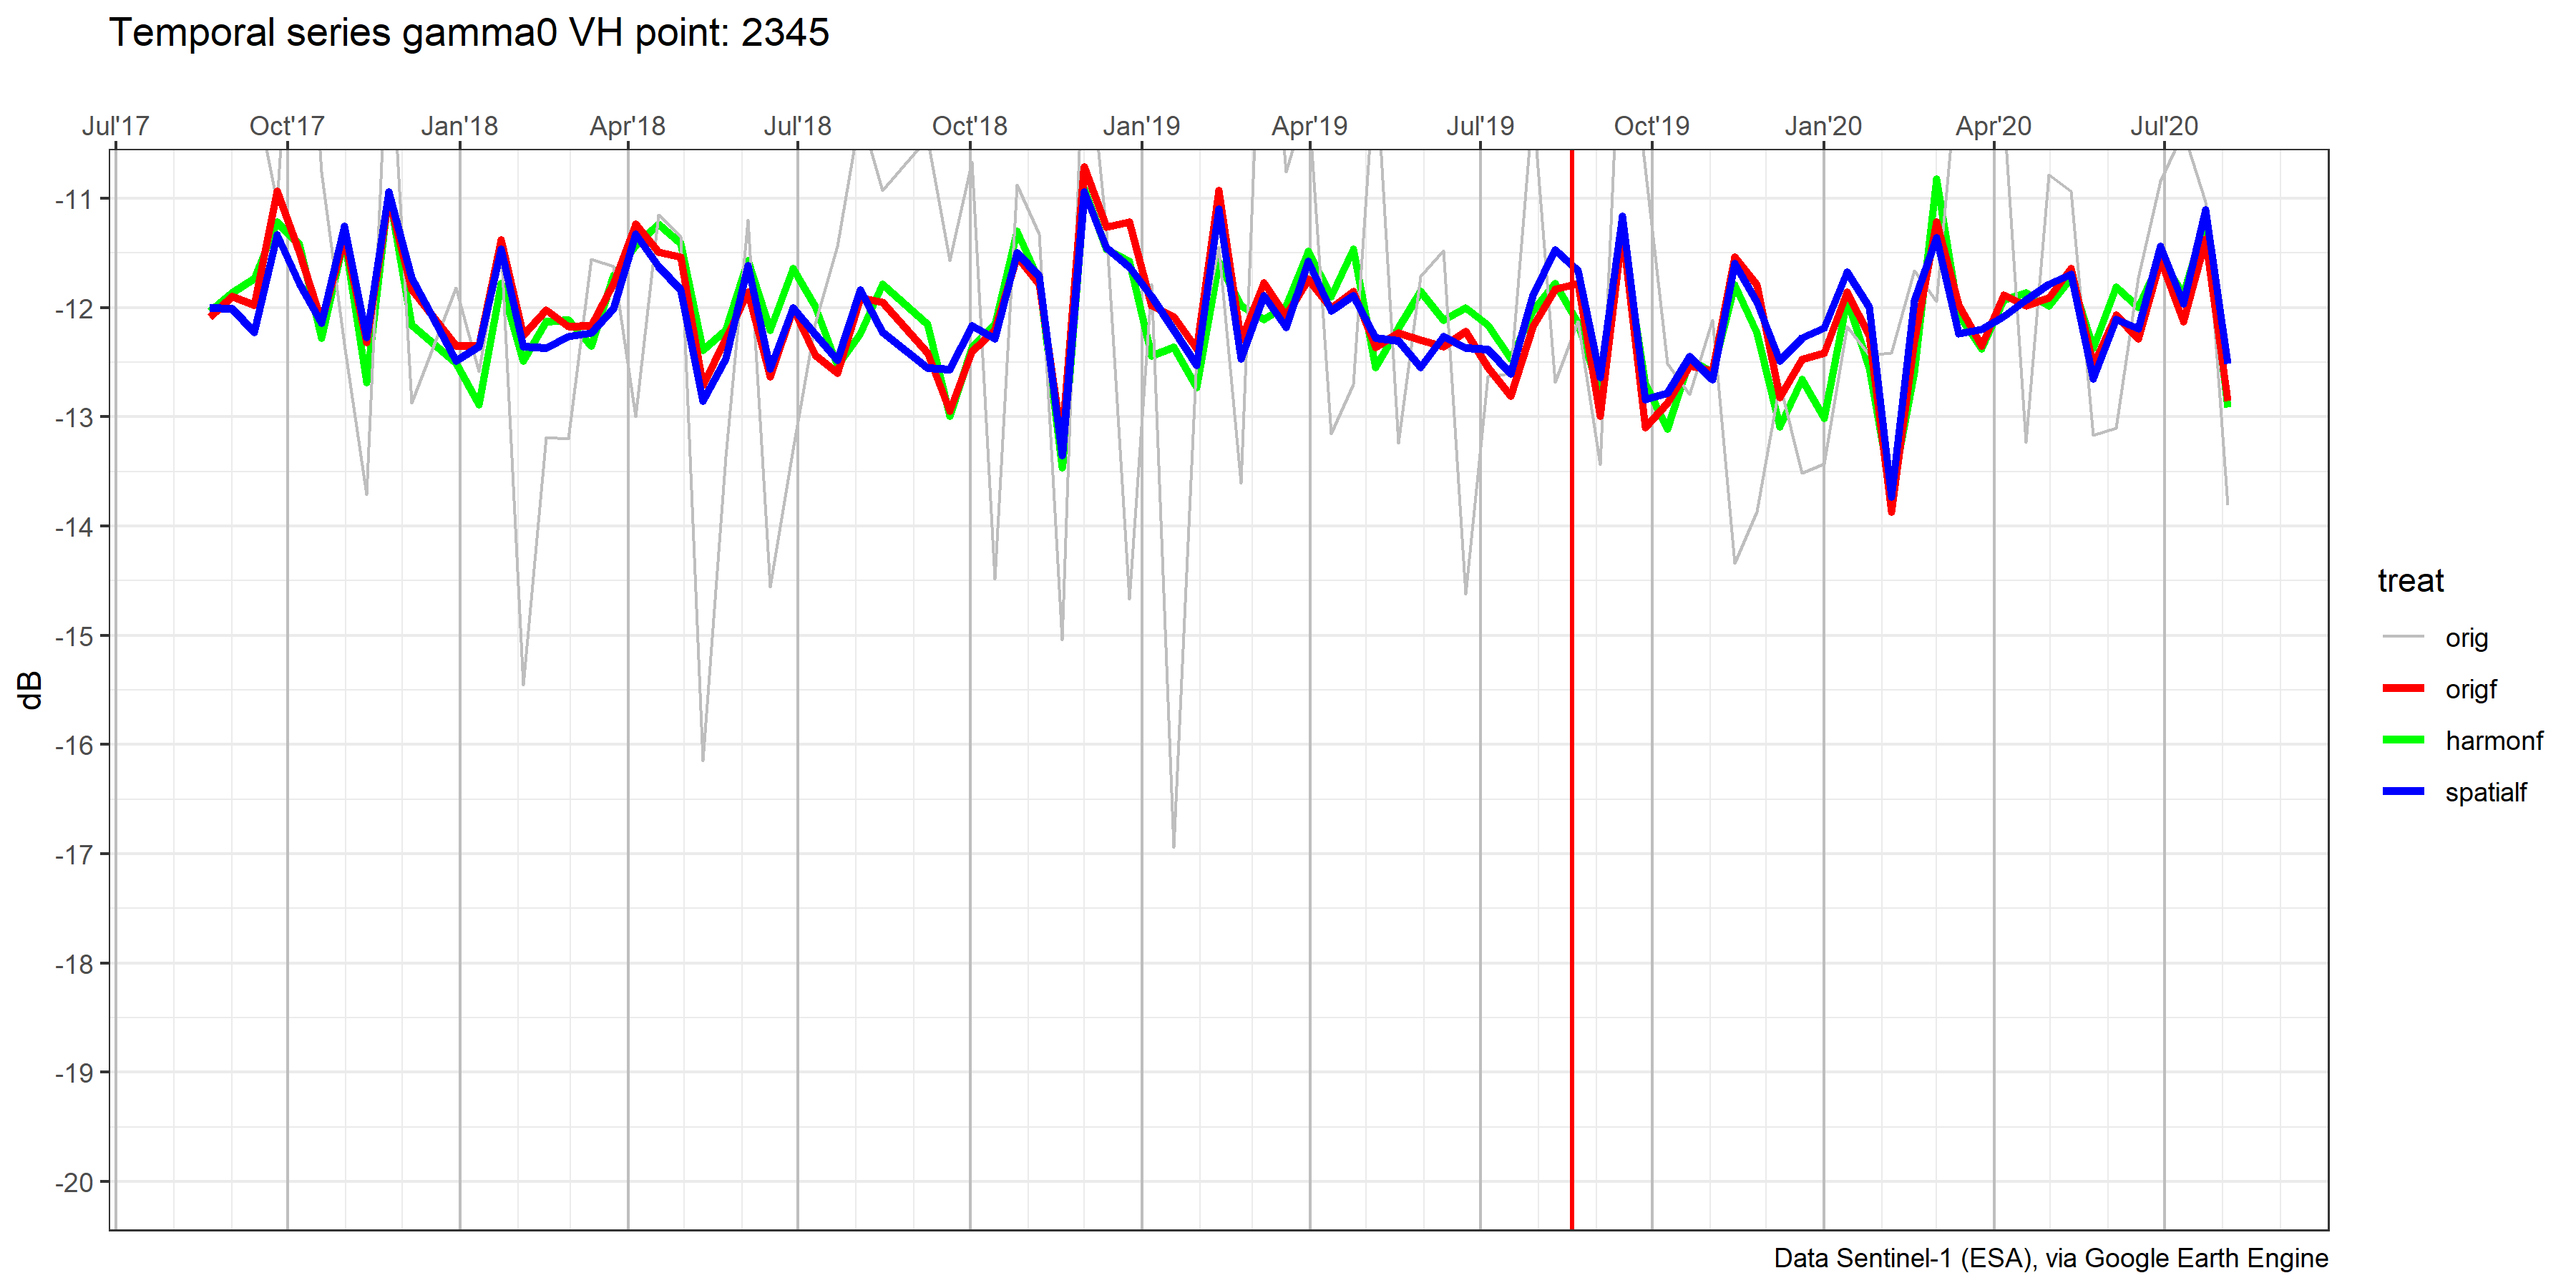 Temporal series gamma0 VH point: 2345
Jul'17 Oct'17 Jan'18 Apr'18 Jul'18 Oct'18 Jan'19 Apr'19 Jul'19 Oct'19 Jan'20 Apr'20 Jul'20
-11
-12
-13
-14
-15
-16
-17
-18
-19
-20
dB
treat
orig
origf
harmonf
spatialf
Data Sentinel-1 (ESA), via Google Earth Engine